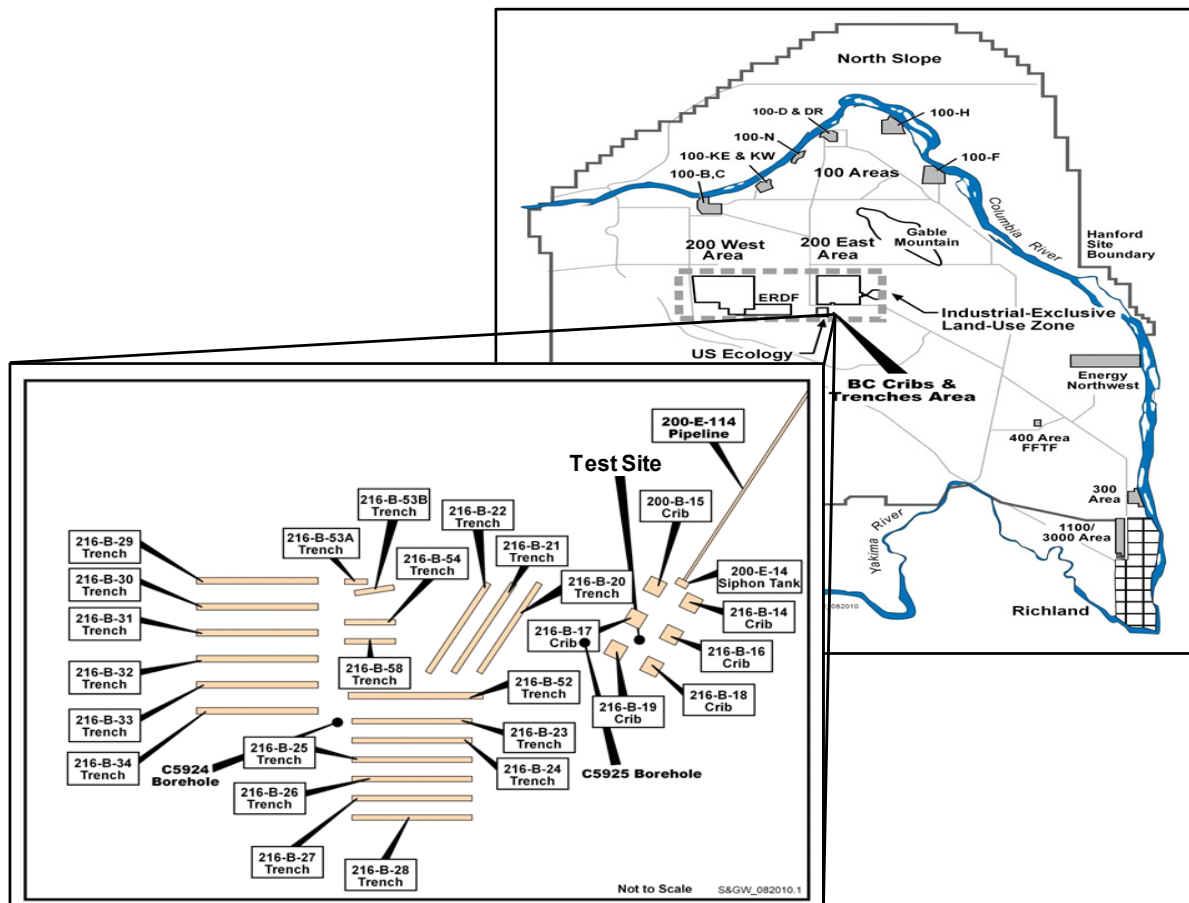 North Slope
100-D & DR
100-H
100-N
100-KE & KW
100-F
100-B,C
100 Areas
Columbia
River
Gable
Mountain
Hanford
Site
Boundary
200 West
Area
200 East
Area
ERDF
Industrial-Exclusive
Land-Use Zone
US Ecology
BC Cribs &
Trenches Area
Energy
Northwest
400 Area
FFTF
300
Area
1100/
3000 Area
Yakima
River
Richland
_082010
200-E-114
Pipeline
Test Site
216-B-53B
Trench
216-B-22
Trench
200-B-15
Crib
216-B-29
Trench
216-B-53A
Trench
216-B-54
Trench
216-B-21
Trench
216-B-30
Trench
216-B-20
Trench
200-E-14
Siphon Tank
216-B-31
Trench
216-B-14
Crib
216-B-17
Crib
216-B-16
Crib
216-B-32
Trench
216-B-58
Trench
216-B-52
Trench
216-B-19
Crib
216-B-18
Crib
216-B-33
Trench
216-B-23
Trench
216-B-34
Trench
C5924
Borehole
216-B-25
Trench
216-B-24
Trench
C5925 Borehole
216-B-26
Trench
216-B-27
Trench
216-B-28
Trench
Not to Scale
S&GW_082010.1